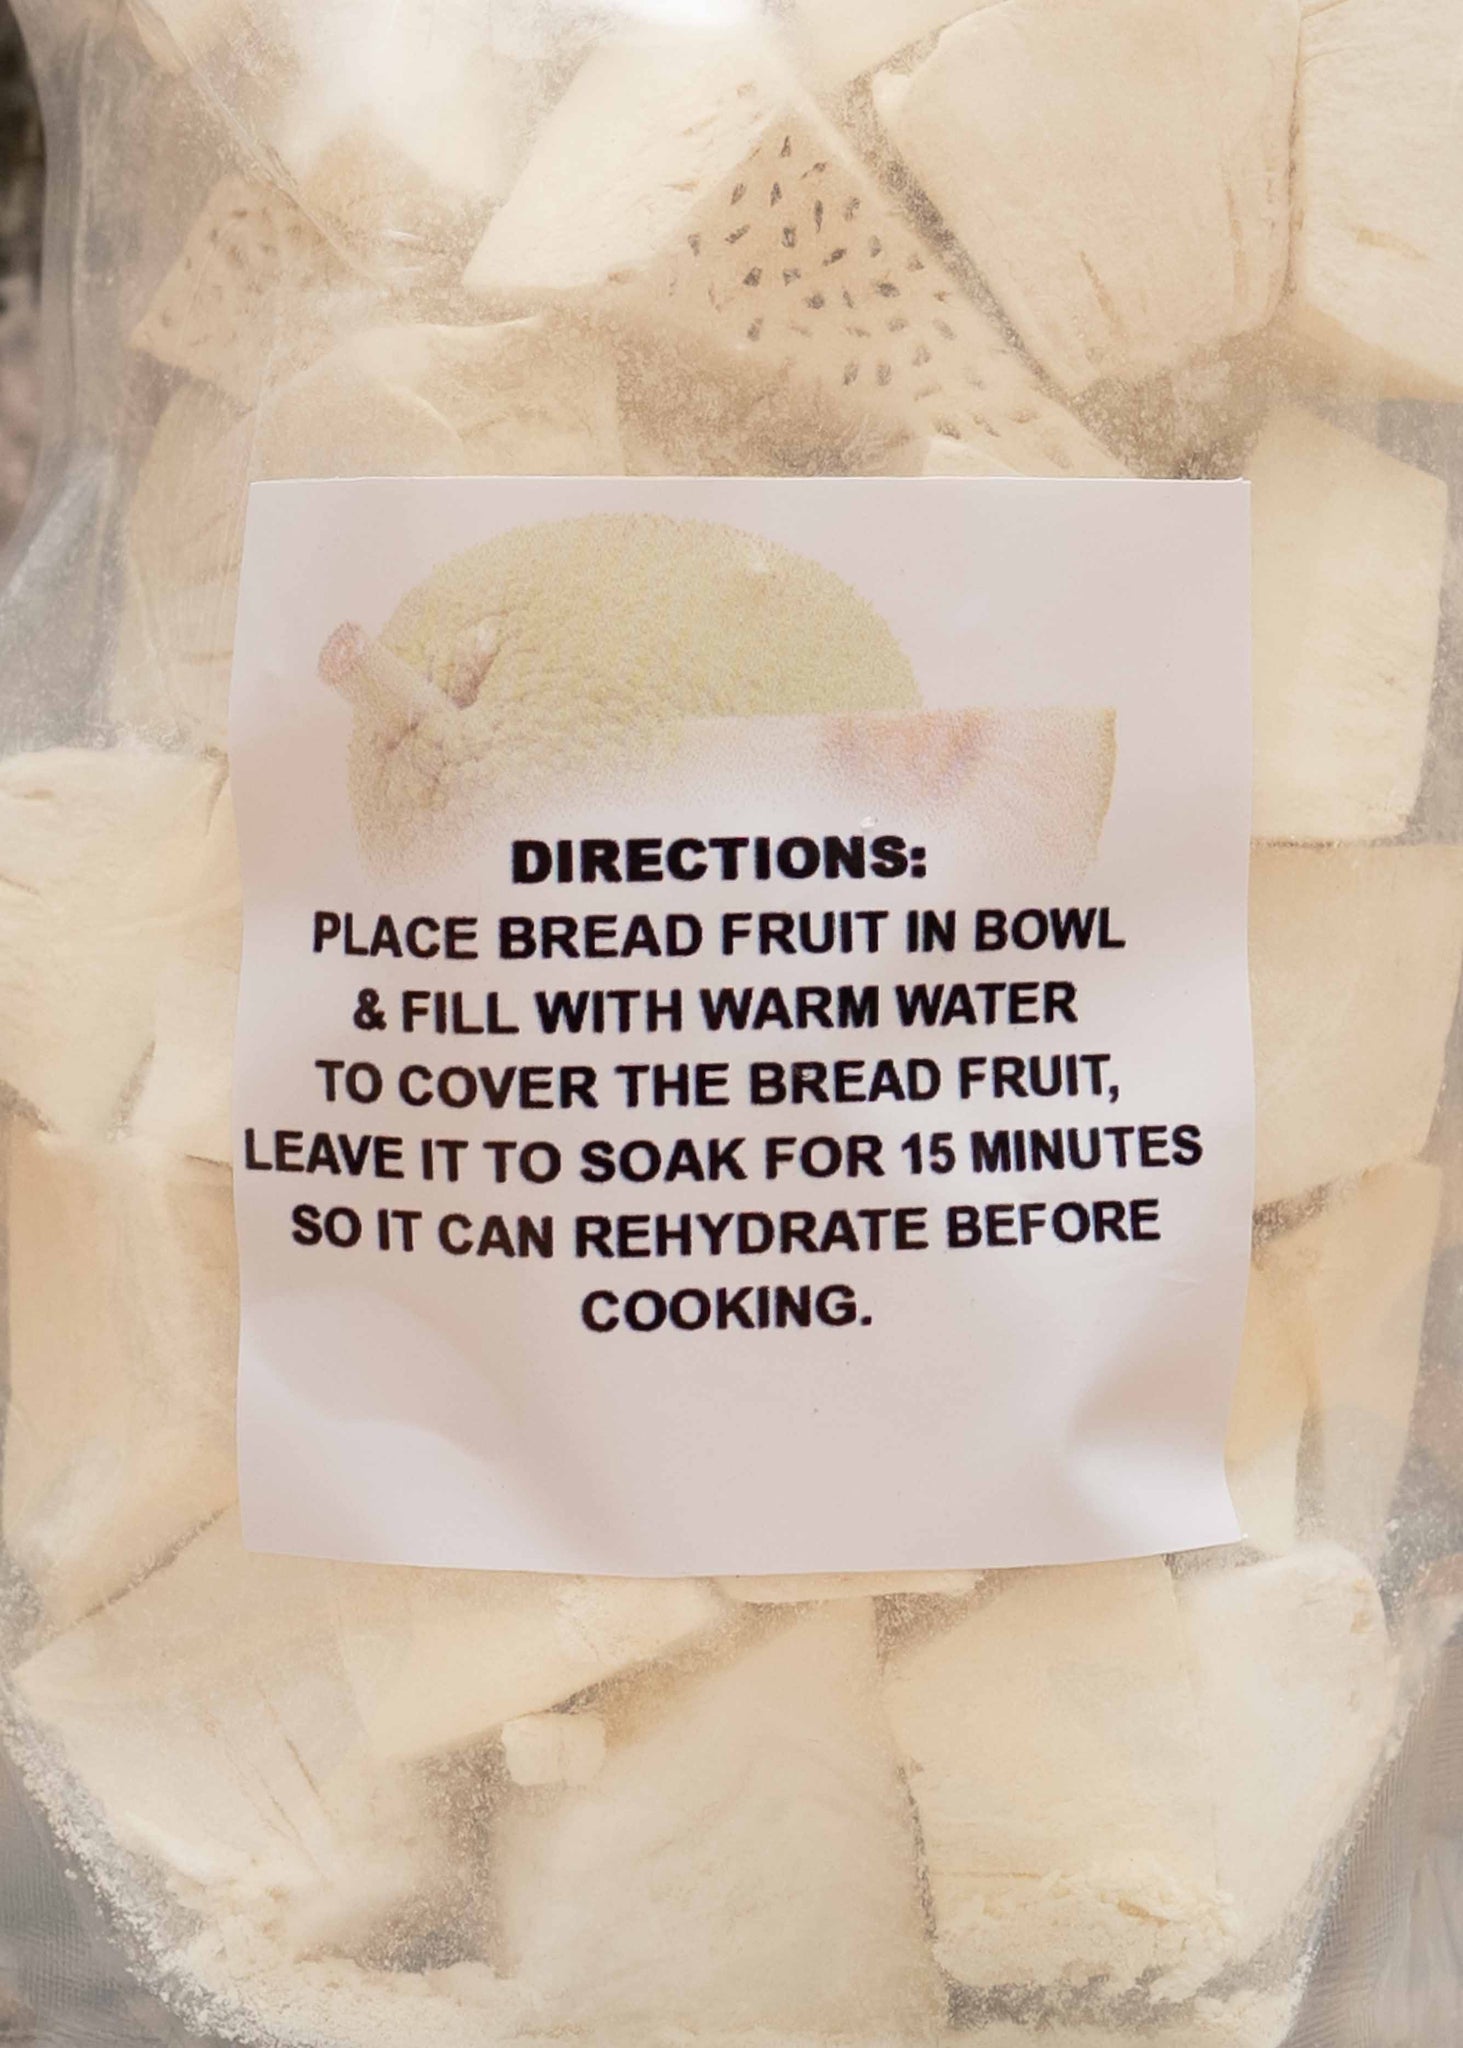 DIRECTIONS:
PLACE BREAD FRUIT IN BOWL
& FILL WITH WARM WATER
TO COVER THE BREAD FRUIT,
LEAVE IT TO SOAK FOR 15 MINUTES
SO IT CAN REHYDRATE BEFORE
COOKING.